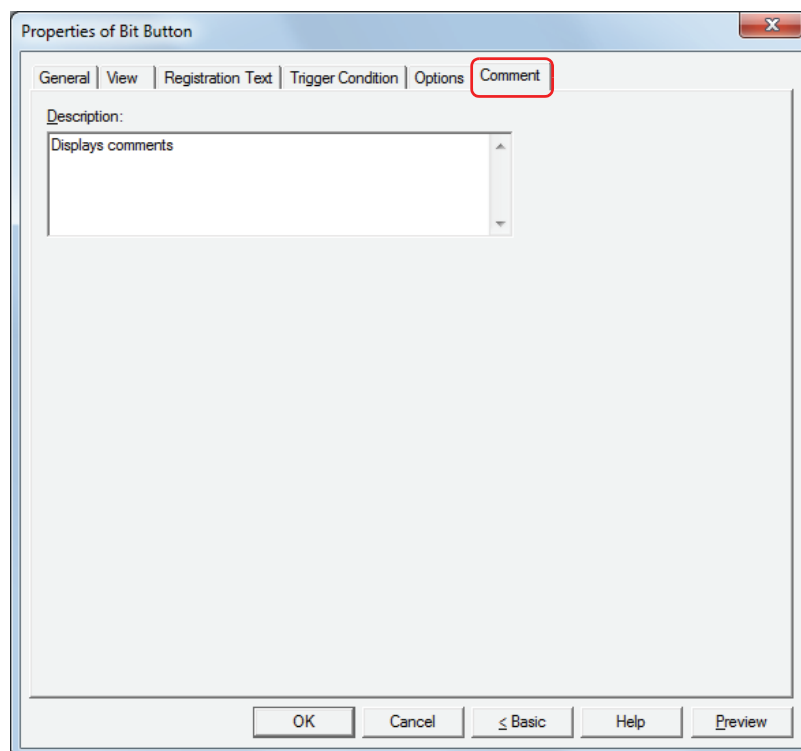 Properties of Bit Button
X
General View Registration Text Trigger Condition Options Comment
Description:
Displays comments
OK Cancel < Basic Help Preview